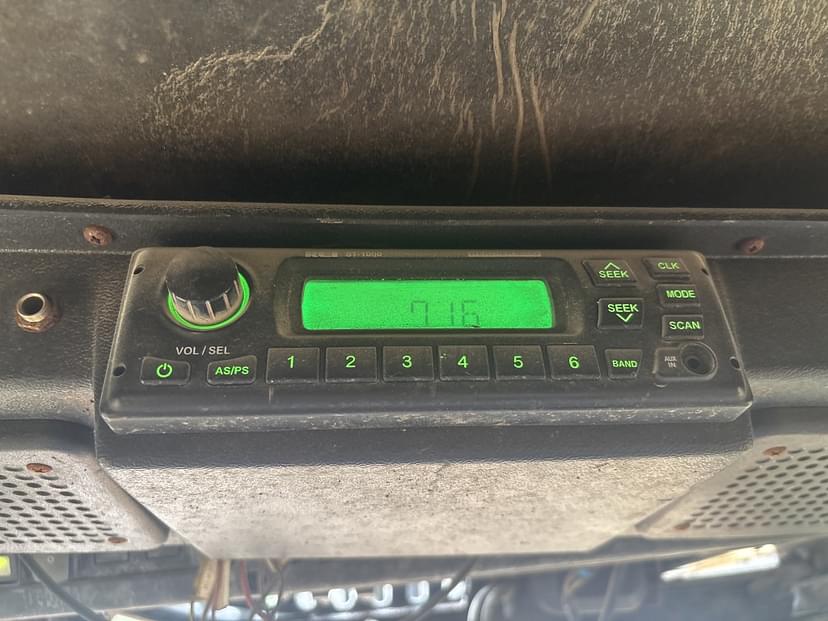 SEEK
CLK
7:16
SEEK
MODE
SCAN
VOL / SEL
AS/PS
1
2
3
4
5
6
BAND
AUX
IN